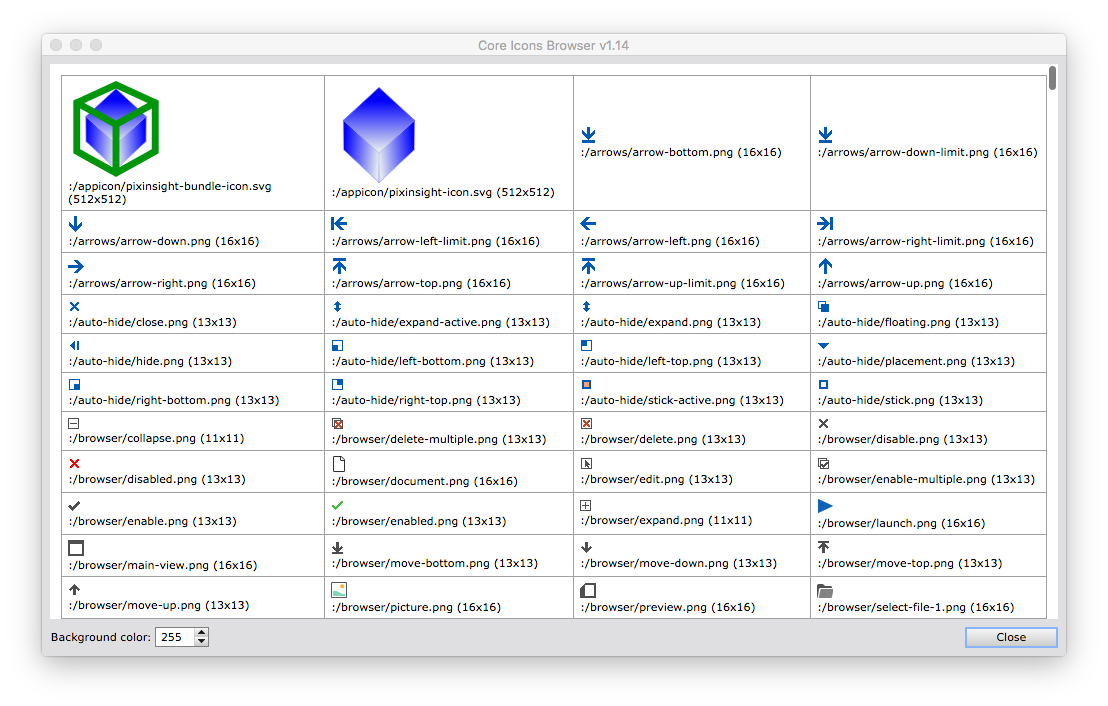 Core Icons Browser v1.14
:/appicon/pixinsight-bundle-icon.svg
(512x512)
:/appicon/pixinsight-icon.svg (512x512)
:/arrows/arrow-bottom.png (16x16)
:/arrows/arrow-down-limit.png (16x16)
:/arrows/arrow-down.png (16x16)
:/arrows/arrow-left-limit.png (16x16)
:/arrows/arrow-left.png (16x16)
:/arrows/arrow-right-limit.png (16x16)
:/arrows/arrow-right.png (16x16)
:/arrows/arrow-top.png (16x16)
:/arrows/arrow-up-limit.png (16x16)
:/arrows/arrow-up.png (16x16)
:/auto-hide/close.png (13x13)
:/auto-hide/expand-active.png (13x13)
:/auto-hide/expand.png (13x13)
:/auto-hide/floating.png (13x13)
:/auto-hide/hide.png (13x13)
:/auto-hide/left-bottom.png (13x13)
:/auto-hide/left-top.png (13x13)
:/auto-hide/placement.png (13x13)
:/auto-hide/right-bottom.png (13x13)
:/auto-hide/right-top.png (13x13)
:/auto-hide/stick-active.png (13x13)
:/auto-hide/stick.png (13x13)
:/browser/collapse.png (11x11)
:/browser/delete-multiple.png (13x13)
:/browser/delete.png (13x13)
:/browser/disable.png (13x13)
:/browser/disabled.png (13x13)
:/browser/document.png (16x16)
:/browser/edit.png (13x13)
:/browser/enable-multiple.png (13x13)
:/browser/enable.png (13x13)
:/browser/enabled.png (13x13)
:/browser/expand.png (11x11)
:/browser/launch.png (16x16)
:/browser/main-view.png (16x16)
:/browser/move-bottom.png (13x13)
:/browser/move-down.png (13x13)
:/browser/move-top.png (13x13)
:/browser/move-up.png (13x13)
:/browser/picture.png (16x16)
:/browser/preview.png (16x16)
:/browser/select-file-1.png (16x16)
Background color: 255
Close